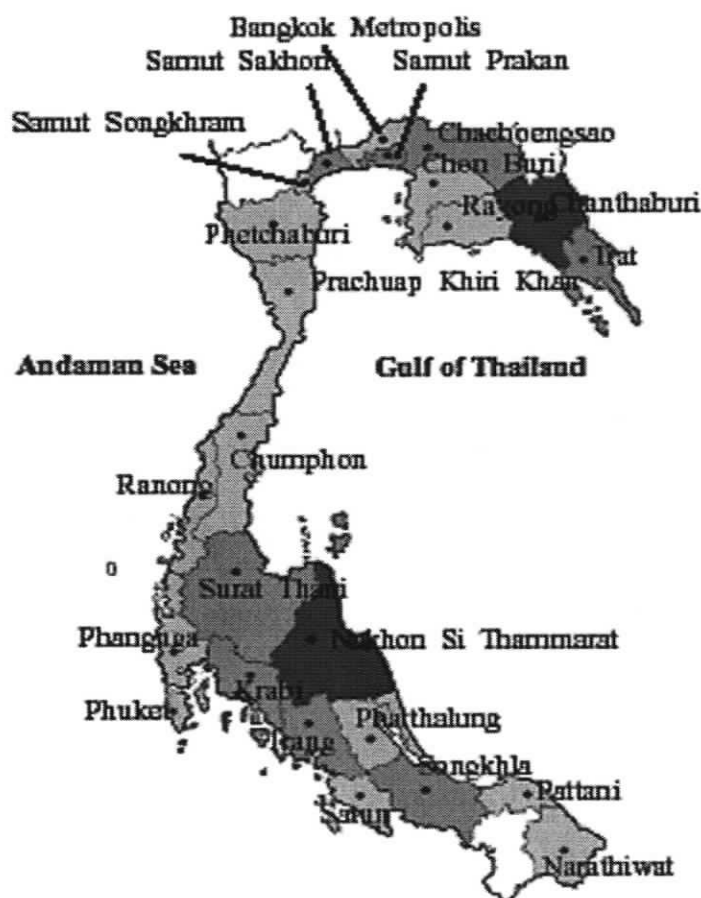 Bangkok Metropolis
Samut Sakhon
Samut Prakan
Samut Songkhram
Chachoengsao
Chon Buri
Rayong
Chanthaburi
Phetchaburi
Trat
Prachuap Khiri Khan
Andaman Sea
Gulf of Thailand
Chumphon
Ranong
Surat Thani
Phangnga
Nakhon Si Thammarat
Krabi
Phuket
Phatthalung
Trang
Songkhla
Satun
Pattani
Narathiwat